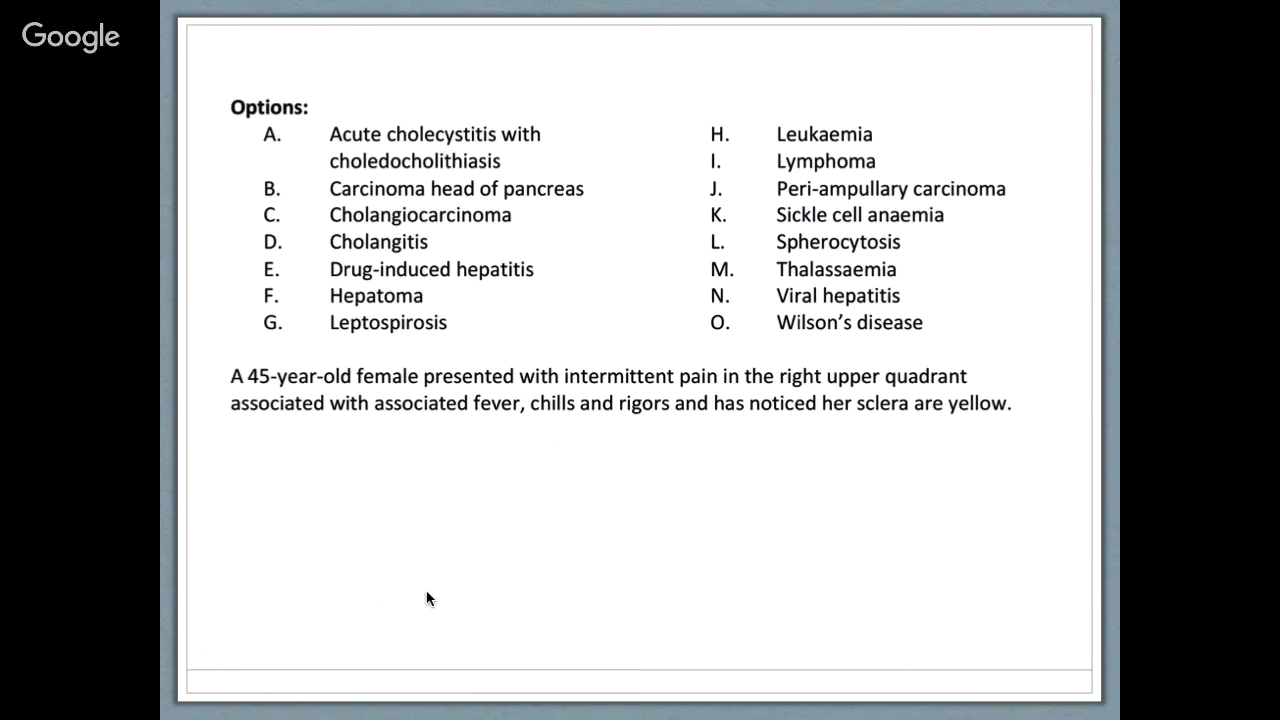 Google
Options:
A. Acute cholecystitis with
choledocholithiasis
B. Carcinoma head of pancreas
C. Cholangiocarcinoma
D. Cholangitis
E. Drug-induced hepatitis
F. Hepatoma
G. Leptospirosis
H. Leukaemia
I. Lymphoma
J. Peri-ampullary carcinoma
K. Sickle cell anaemia
L. Spherocytosis
M. Thalassaemia
N. Viral hepatitis
O. Wilson’s disease
A 45-year-old female presented with intermittent pain in the right upper quadrant
associated with associated fever, chills and rigors and has noticed her sclera are yellow.